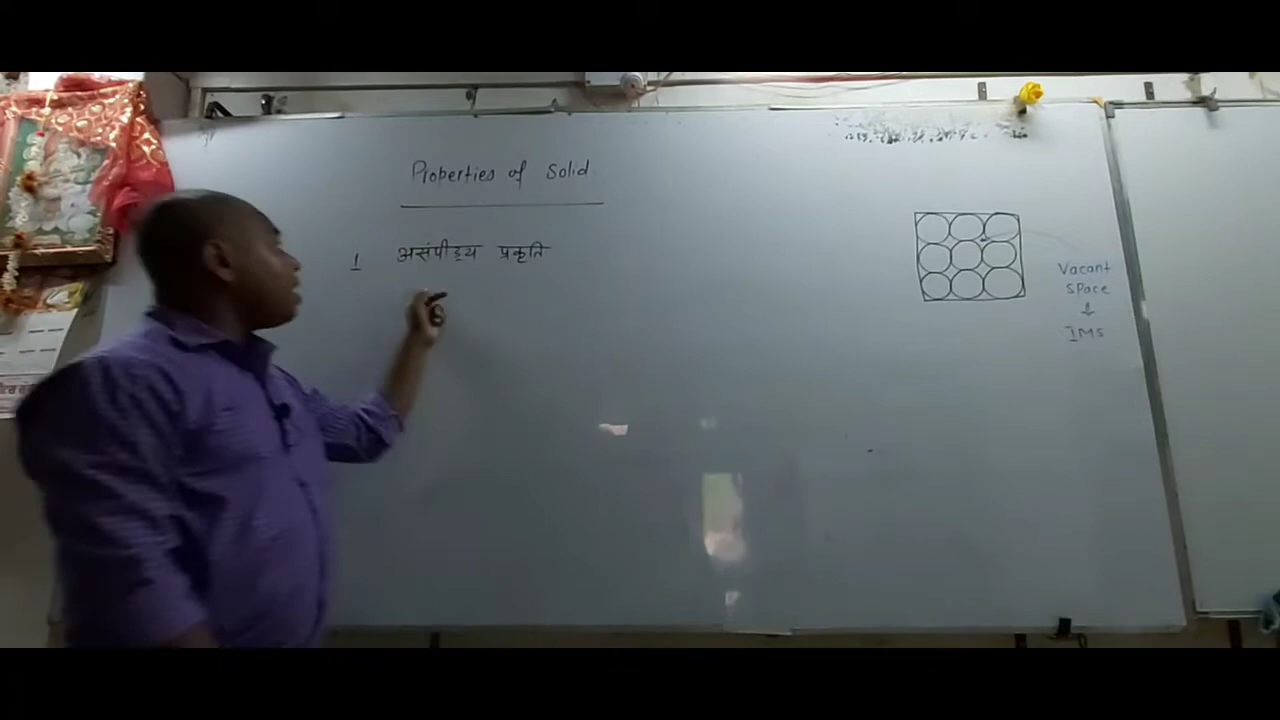 Properties of Solid
1 असंपीड्य प्रकृति
Vacant
space
↓
IMS